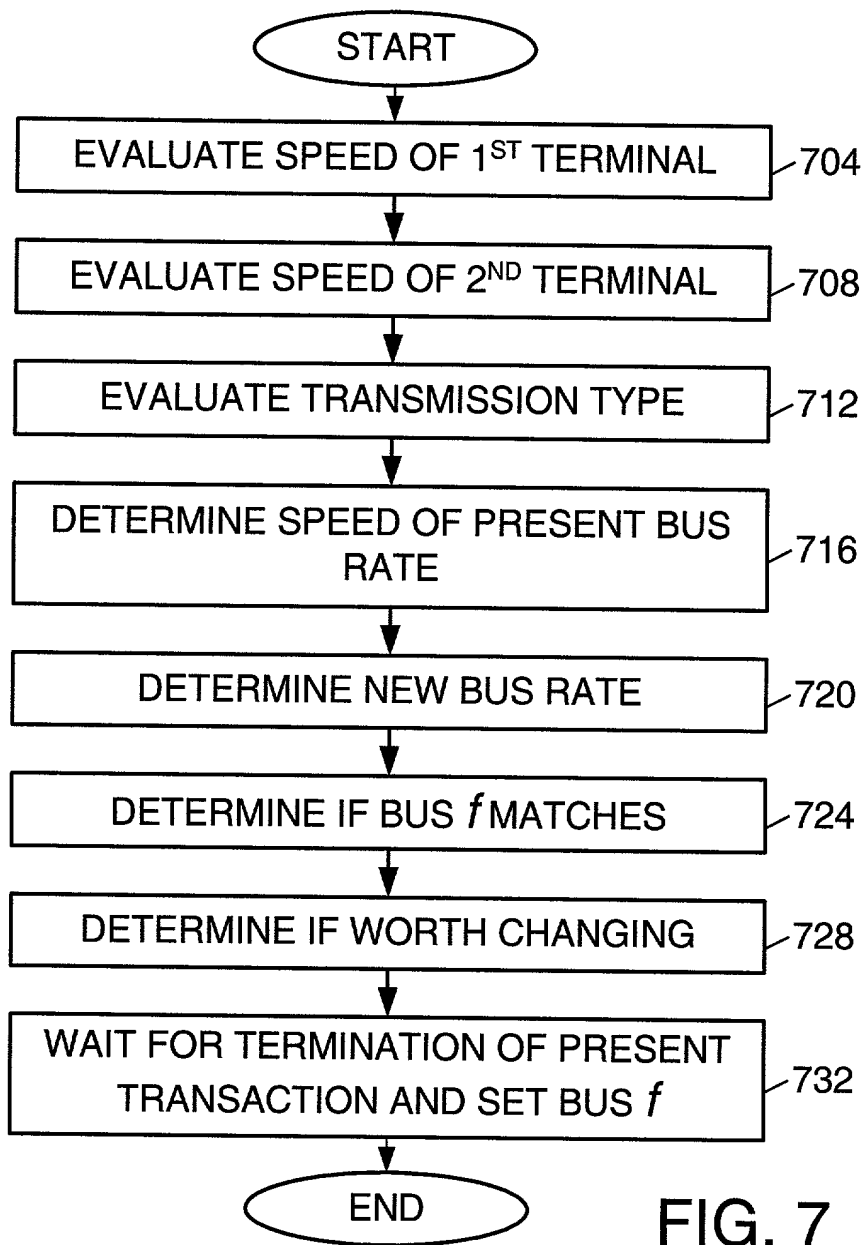 START
EVALUATE SPEED OF 1ST TERMINAL
704
EVALUATE SPEED OF 2ND TERMINAL
708
EVALUATE TRANSMISSION TYPE
712
DETERMINE SPEED OF PRESENT BUS
RATE
716
DETERMINE NEW BUS RATE
720
DETERMINE IF BUS f MATCHES
724
DETERMINE IF WORTH CHANGING
728
WAIT FOR TERMINATION OF PRESENT
TRANSACTION AND SET BUS f
732
END
FIG. 7